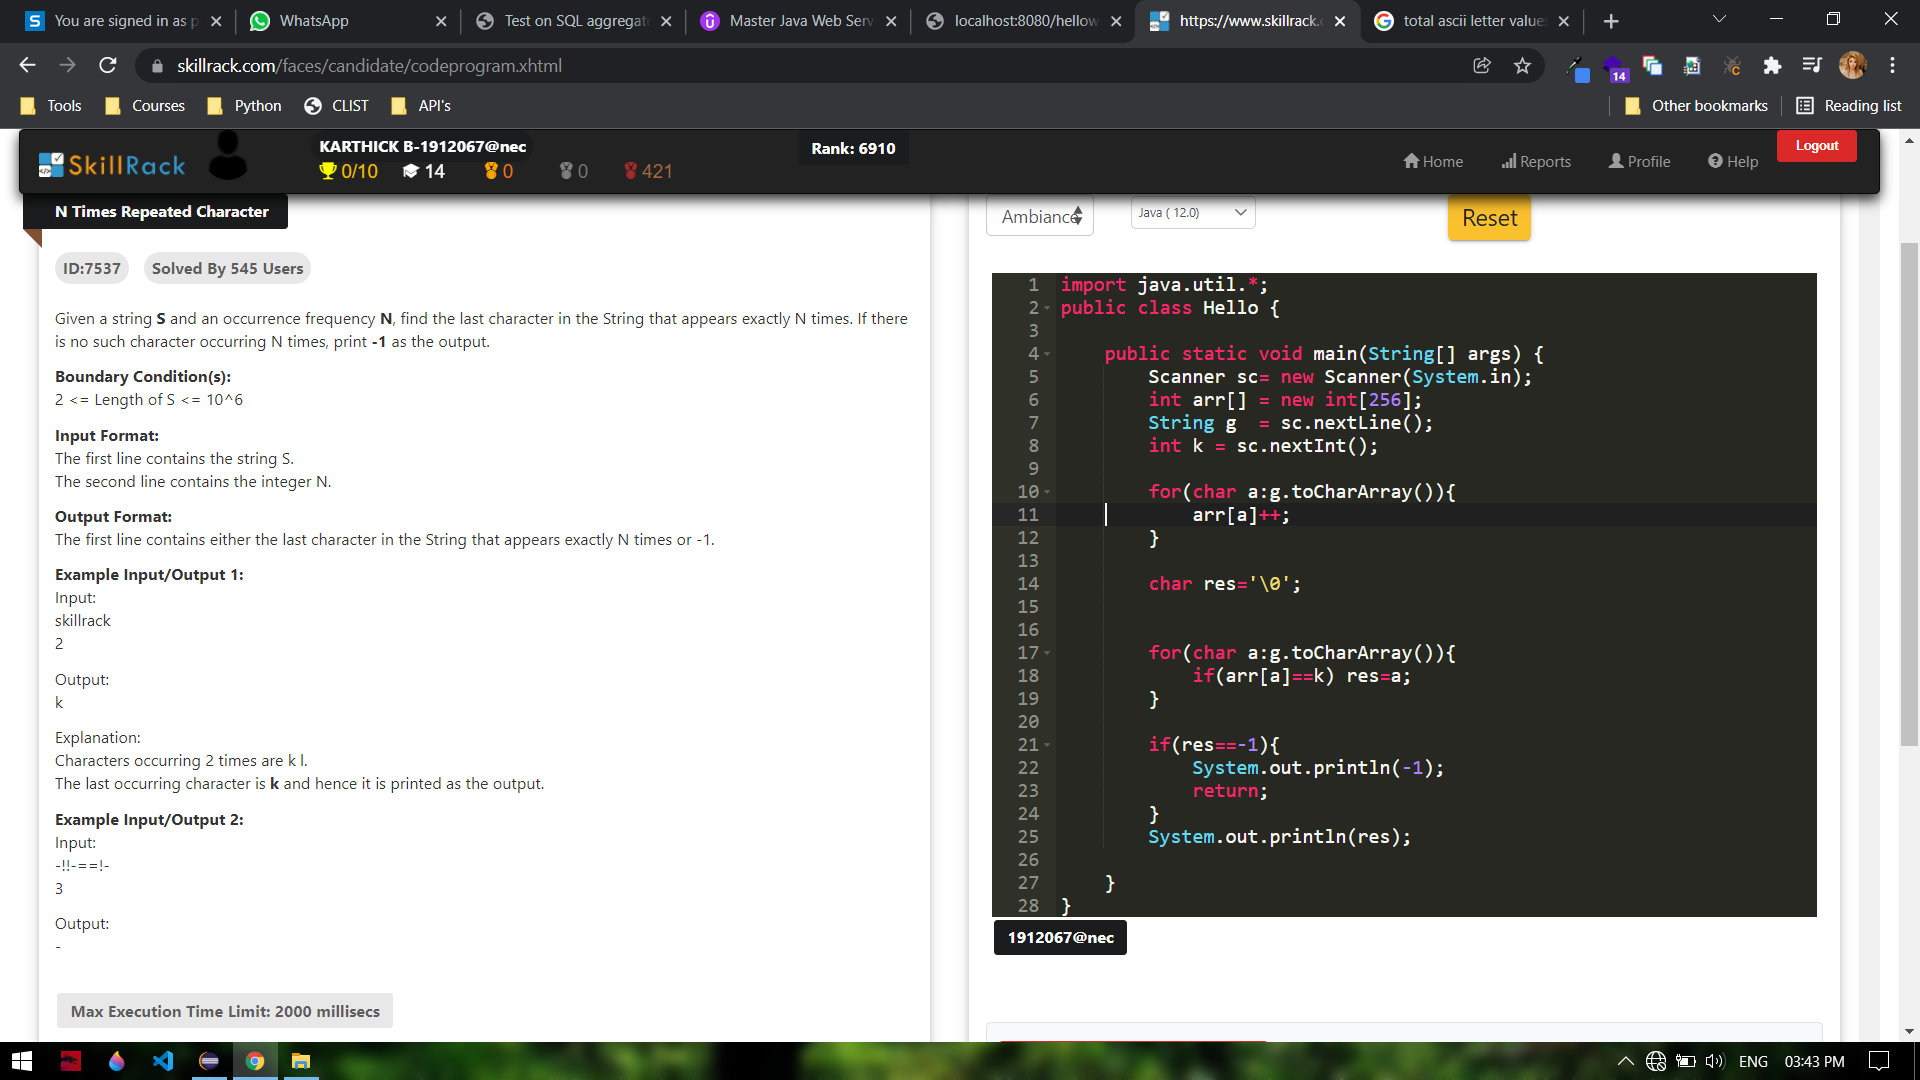 You are signed in as p
WhatsApp
Test on SQL aggregat
Master Java Web Serv
localhost:8080/hellow
https://www.skillrack.c
total ascii letter value
skillrack.com/faces/candidate/codeprogram.xhtml
14
Tools
Courses
Python
CLIST
API's
Other bookmarks
Reading list
SkillRack
KARTHICK B-1912067@nec
0/10
14
0
0
421
Rank: 6910
Home
Reports
Profile
Help
Logout
N Times Repeated Character
ID:7537
Solved By 545 Users
Given a string S and an occurrence frequency N, find the last character in the String that appears exactly N times. If there
is no such character occurring N times, print -1 as the output.
Boundary Condition(s):
2 <= Length of S <= 10^6
Input Format:
The first line contains the string S.
The second line contains the integer N.
Output Format:
The first line contains either the last character in the String that appears exactly N times or -1.
Example Input/Output 1:
Input:
skillrack
2
Output:
k
Explanation:
Characters occurring 2 times are k l.
The last occurring character is k and hence it is printed as the output.
Example Input/Output 2:
Input:
-!!-==!-
3
Output:
-
Max Execution Time Limit: 2000 millisecs
Ambiance
Java ( 12.0)
Reset
1 import java.util.*;
2 public class Hello {
3
4 public static void main(String[] args) {
5 Scanner sc= new Scanner(System.in);
6 int arr[] = new int[256];
7 String g  = sc.nextLine();
8 int k = sc.nextInt();
9
10 for(char a:g.toCharArray()){
11 arr[a]++;
12 }
13
14 char res='\0';
15
16
17 for(char a:g.toCharArray()){
18 if(arr[a]==k) res=a;
19 }
20
21 if(res==-1){
22 System.out.println(-1);
23 return;
24 }
25 System.out.println(res);
26
27 }
28 }
1912067@nec
ENG
03:43 PM